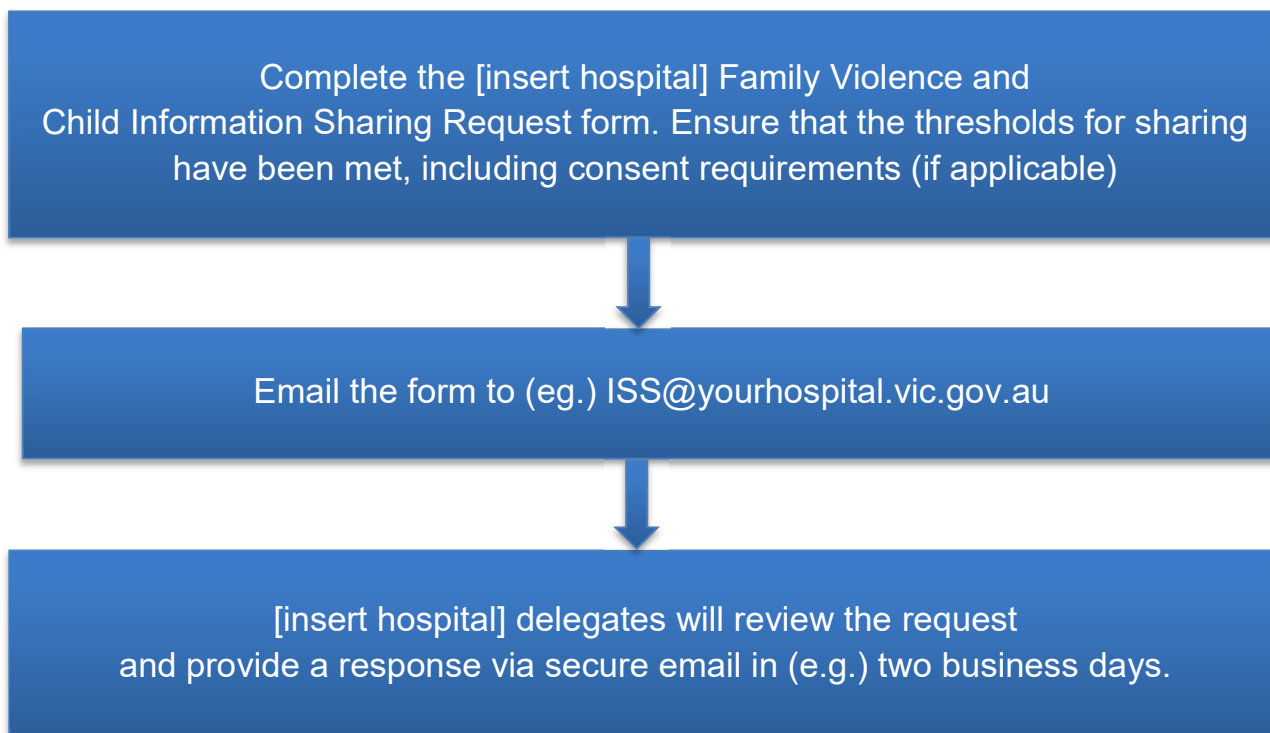 Complete the [insert hospital] Family Violence and
Child Information Sharing Request form. Ensure that the thresholds for sharing
have been met, including consent requirements (if applicable)
Email the form to (eg.) ISS@yourhospital.vic.gov.au
[insert hospital] delegates will review the request
and provide a response via secure email in (e.g.) two business days.